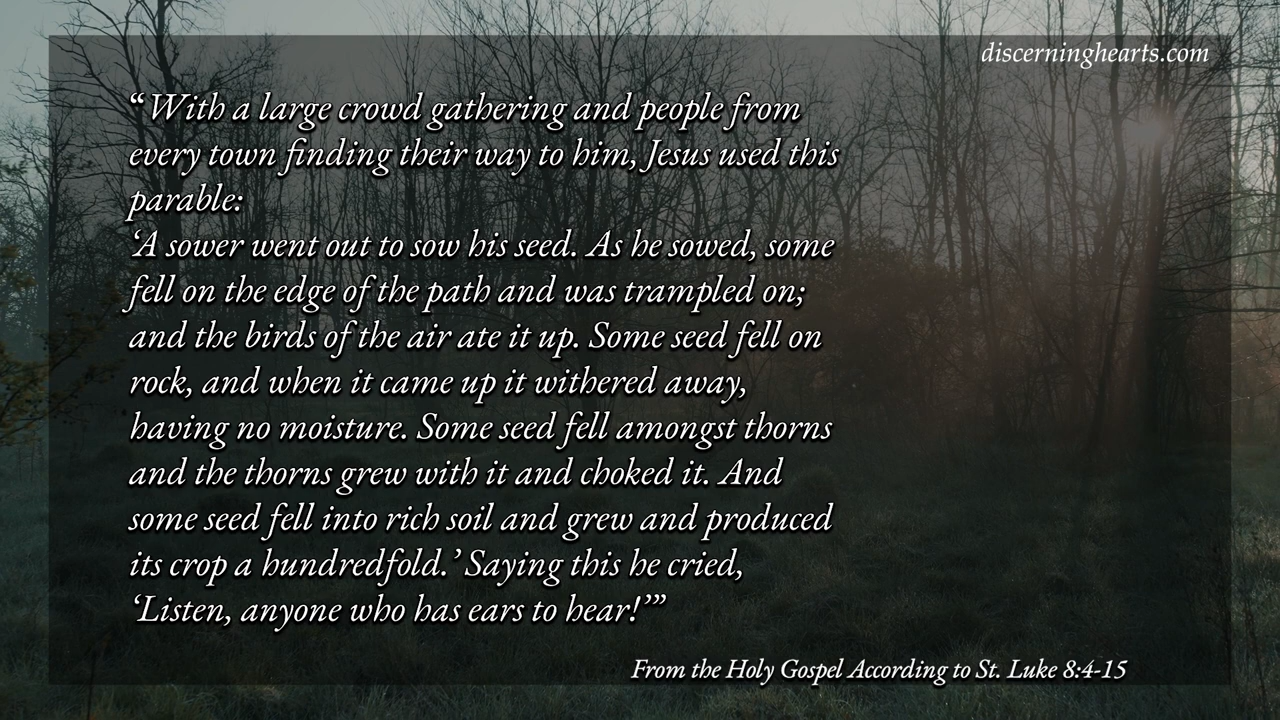 discerninghearts.com
“With a large crowd gathering and people from
every town finding their way to him, Jesus used this
parable:
‘A sower went out to sow his seed. As he sowed, some
fell on the edge of the path and was trampled on;
and the birds of the air ate it up. Some seed fell on
rock, and when it came up it withered away,
having no moisture. Some seed fell amongst thorns
and the thorns grew with it and choked it. And
some seed fell into rich soil and grew and produced
its crop a hundredfold.’ Saying this he cried,
‘Listen, anyone who has ears to hear!’”
From the Holy Gospel According to St. Luke 8:4-15